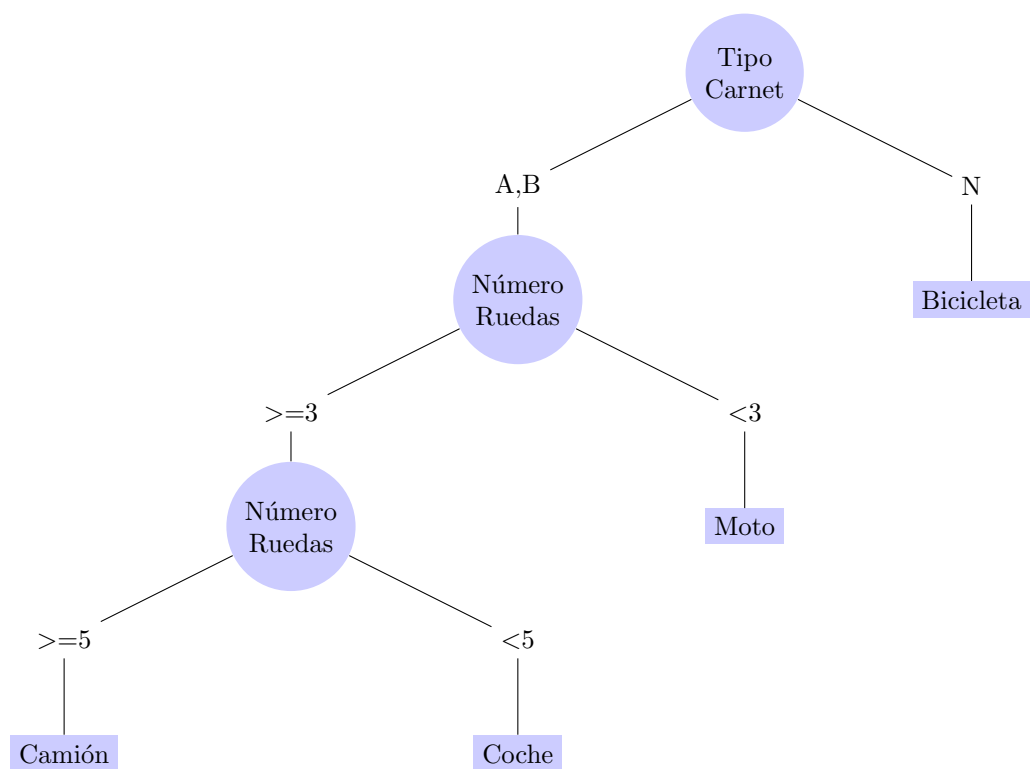 Tipo
Carnet
A,B
N
Número
Ruedas
Bicicleta
>=3
<3
Número
Ruedas
Moto
>=5
<5
Camión
Coche